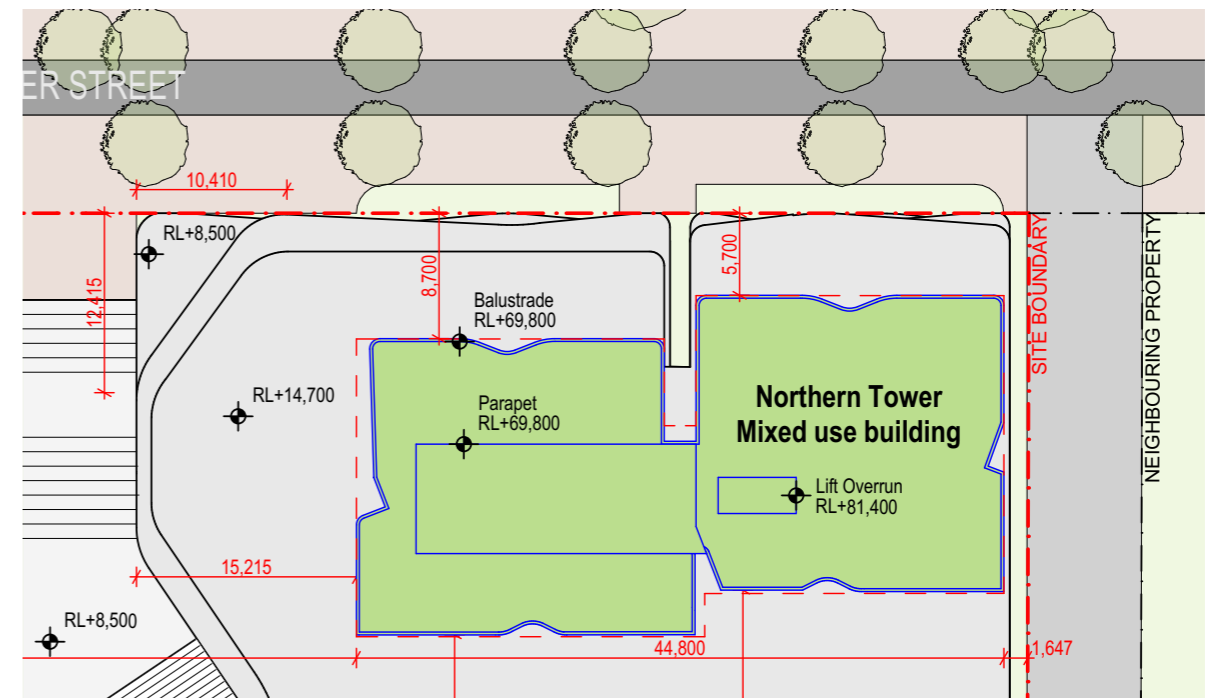 ER STREET
10,410
RL+8,500
12,415
8,700
5,700
SITE BOUNDARY
NEIGHBOURING PROPERTY
Balustrade
RL+69,800
RL+14,700
Parapet
RL+69,800
Northern Tower
Mixed use building
Lift Overrun
RL+81,400
15,215
RL+8,500
44,800
1,647